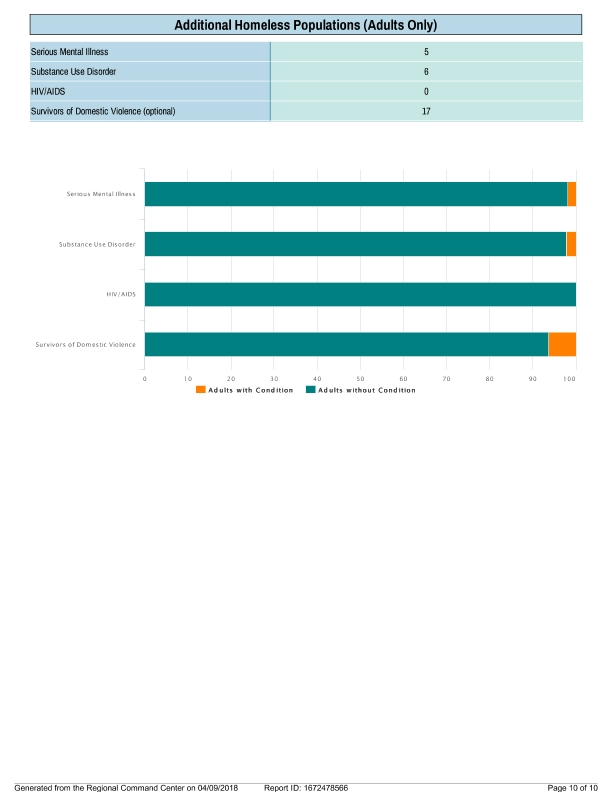 Additional Homeless Populations (Adults Only)
Serious Mental Illness 5
Substance Use Disorder 6
HIV/AIDS 0
Survivors of Domestic Violence (optional) 17
Serious Mental Illness
Substance Use Disorder
HIV/AIDS
Survivors of Domestic Violence
0 10 20 30 40 50 60 70 80 90 100
Adults with Condition Adults without Condition
Generated from the Regional Command Center on 04/09/2018 Report ID: 1672478566 Page 10 of 10